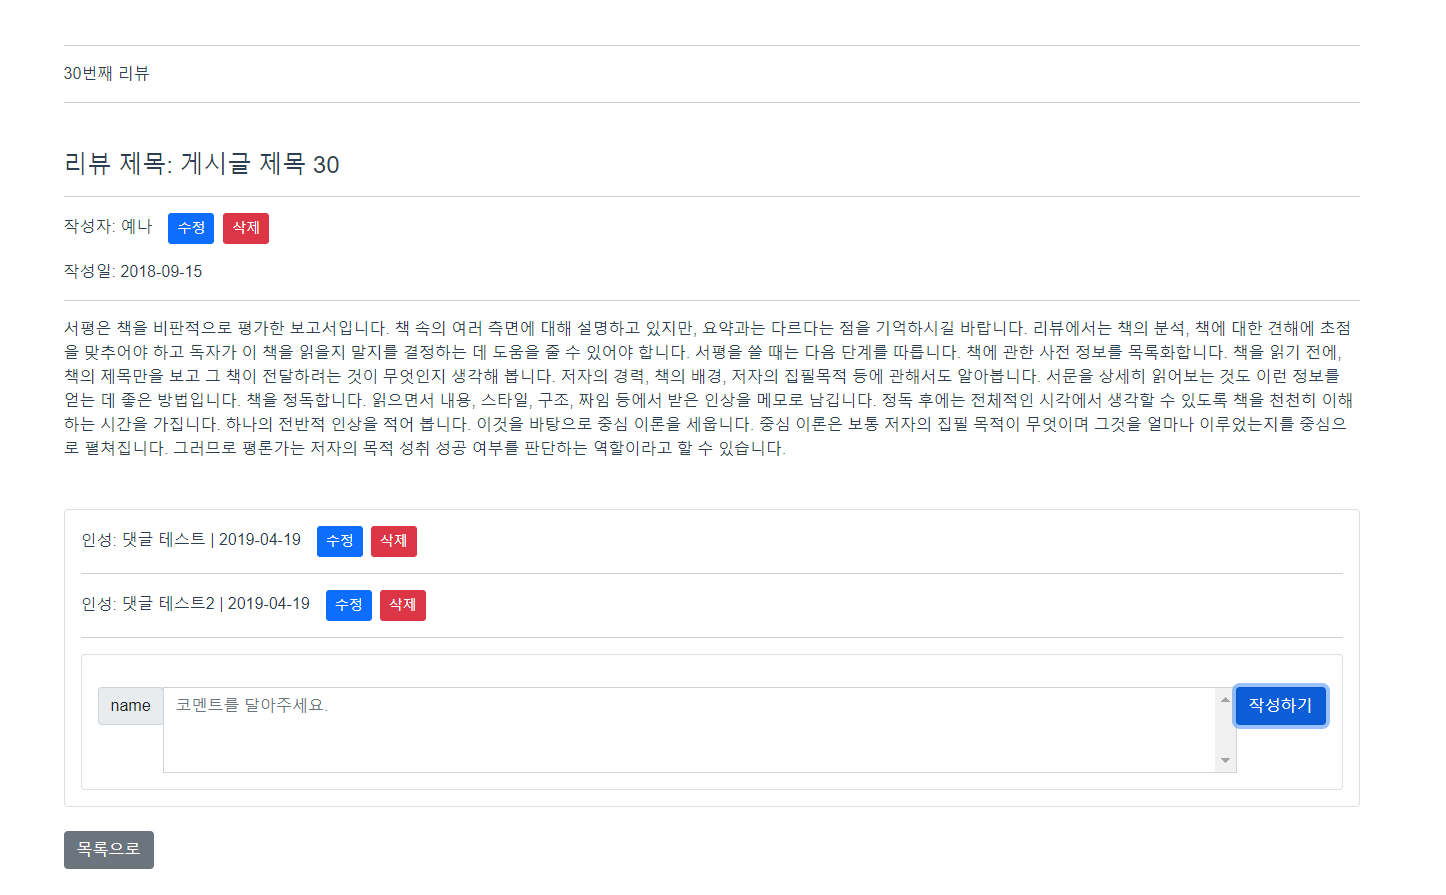 30번째 리뷰
리뷰 제목: 게시글 제목 30
작성자: 예나 수정 삭제
작성일: 2018-09-15
서평은 책을 비판적으로 평가한 보고서입니다. 책 속의 여러 측면에 대해 설명하고 있지만, 요약과는 다르다는 점을 기억하시길 바랍니다. 리뷰에서는 책의 분석, 책에 대한 견해에 초점
을 맞추어야 하고 독자가 이 책을 읽을지 말지를 결정하는 데 도움을 줄 수 있어야 합니다. 서평을 쓸 때는 다음 단계를 따릅니다. 책에 관한 사전 정보를 목록화합니다. 책을 읽기 전에,
책의 제목만을 보고 그 책이 전달하려는 것이 무엇인지 생각해 봅니다. 저자의 경력, 책의 배경, 저자의 집필목적 등에 관해서도 알아봅니다. 서문을 상세히 읽어보는 것도 이런 정보를
얻는 데 좋은 방법입니다. 책을 정독합니다. 읽으면서 내용, 스타일, 구조, 짜임 등에서 받은 인상을 메모로 남깁니다. 정독 후에는 전체적인 시각에서 생각할 수 있도록 책을 천천히 이해
하는 시간을 가집니다. 하나의 전반적 인상을 적어 봅니다. 이것을 바탕으로 중심 이론을 세웁니다. 중심 이론은 보통 저자의 집필 목적이 무엇이며 그것을 얼마나 이루었는지를 중심으
로 펼쳐집니다. 그러므로 평론가는 저자의 목적 성취 성공 여부를 판단하는 역할이라고 할 수 있습니다.
인성: 댓글 테스트 | 2019-04-19 수정 삭제
인성: 댓글 테스트2 | 2019-04-19 수정 삭제
name 코멘트를 달아주세요. 작성하기
목록으로